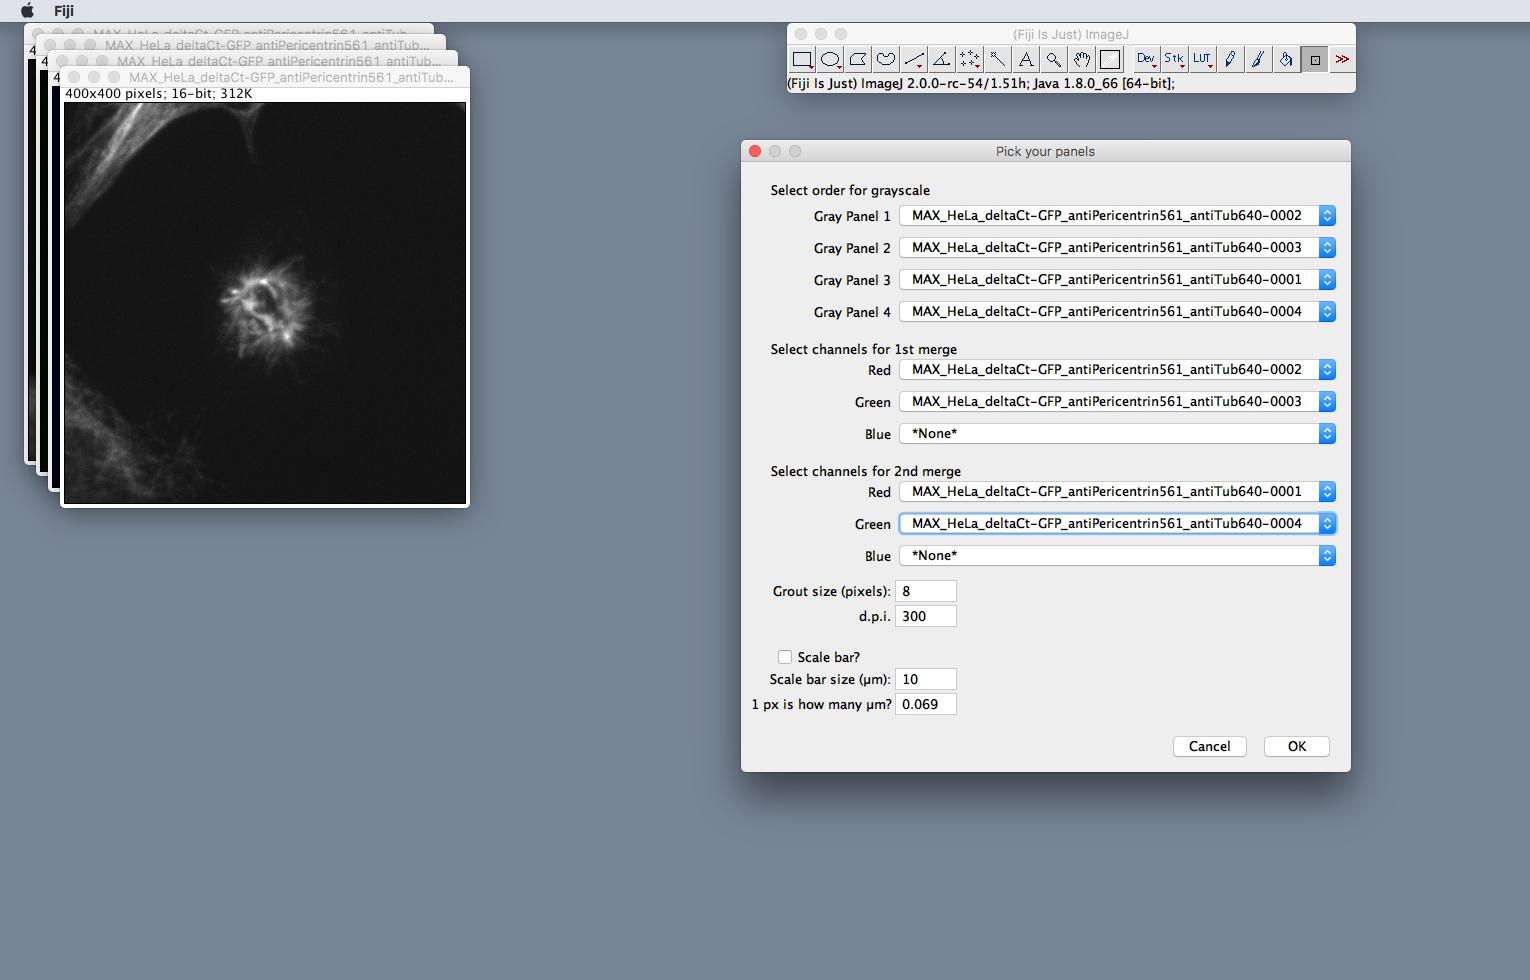 Fiji
MAX_HeLa_deltaCt-GFP_antiPericentrin561_antiTub...
MAX_HeLa_deltaCt-GFP_antiPericentrin561_antiTub...
4
MAX_HeLa_deltaCt-GFP_antiPericentrin561_antiTub...
4
MAX_HeLa_deltaCt-GFP_antiPericentrin561_antiTub...
4
400x400 pixels; 16-bit; 312K
(Fiji Is Just) ImageJ
Dev Stk LUT >>
(Fiji Is Just) ImageJ 2.0.0-rc-54/1.51h; Java 1.8.0_66 [64-bit];
Pick your panels
Select order for grayscale
Gray Panel 1 MAX_HeLa_deltaCt-GFP_antiPericentrin561_antiTub640-0002
Gray Panel 2 MAX_HeLa_deltaCt-GFP_antiPericentrin561_antiTub640-0003
Gray Panel 3 MAX_HeLa_deltaCt-GFP_antiPericentrin561_antiTub640-0001
Gray Panel 4 MAX_HeLa_deltaCt-GFP_antiPericentrin561_antiTub640-0004
Select channels for 1st merge
Red MAX_HeLa_deltaCt-GFP_antiPericentrin561_antiTub640-0002
Green MAX_HeLa_deltaCt-GFP_antiPericentrin561_antiTub640-0003
Blue *None*
Select channels for 2nd merge
Red MAX_HeLa_deltaCt-GFP_antiPericentrin561_antiTub640-0001
Green MAX_HeLa_deltaCt-GFP_antiPericentrin561_antiTub640-0004
Blue *None*
Grout size (pixels): 8
d.p.i. 300
Scale bar?
Scale bar size (µm): 10
1 px is how many µm? 0.069
Cancel OK